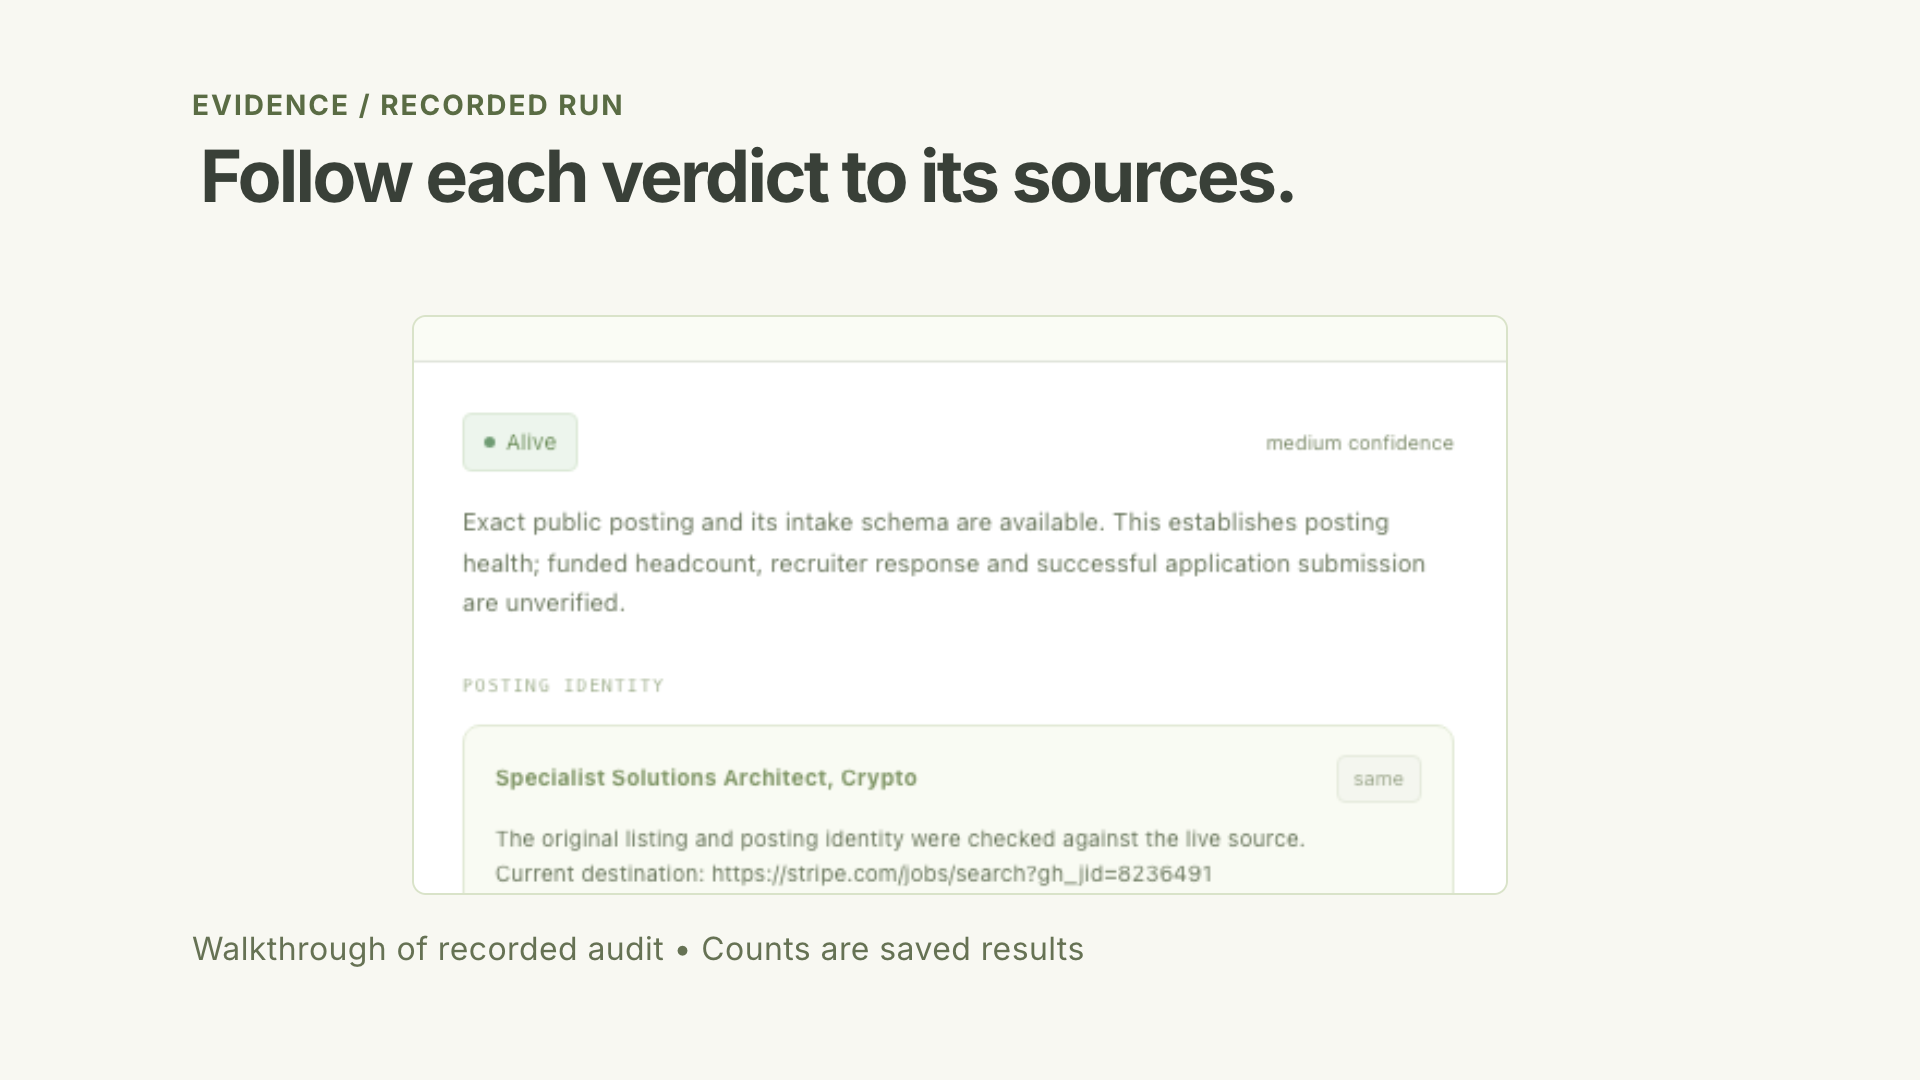 EVIDENCE / RECORDED RUN
Follow each verdict to its sources.
Alive
medium confidence
Exact public posting and its intake schema are available. This establishes posting
health; funded headcount, recruiter response and successful application submission
are unverified.
POSTING IDENTITY
Specialist Solutions Architect, Crypto
same
The original listing and posting identity were checked against the live source.
Current destination: https://stripe.com/jobs/search?gh_jid=8236491
Walkthrough of recorded audit • Counts are saved results